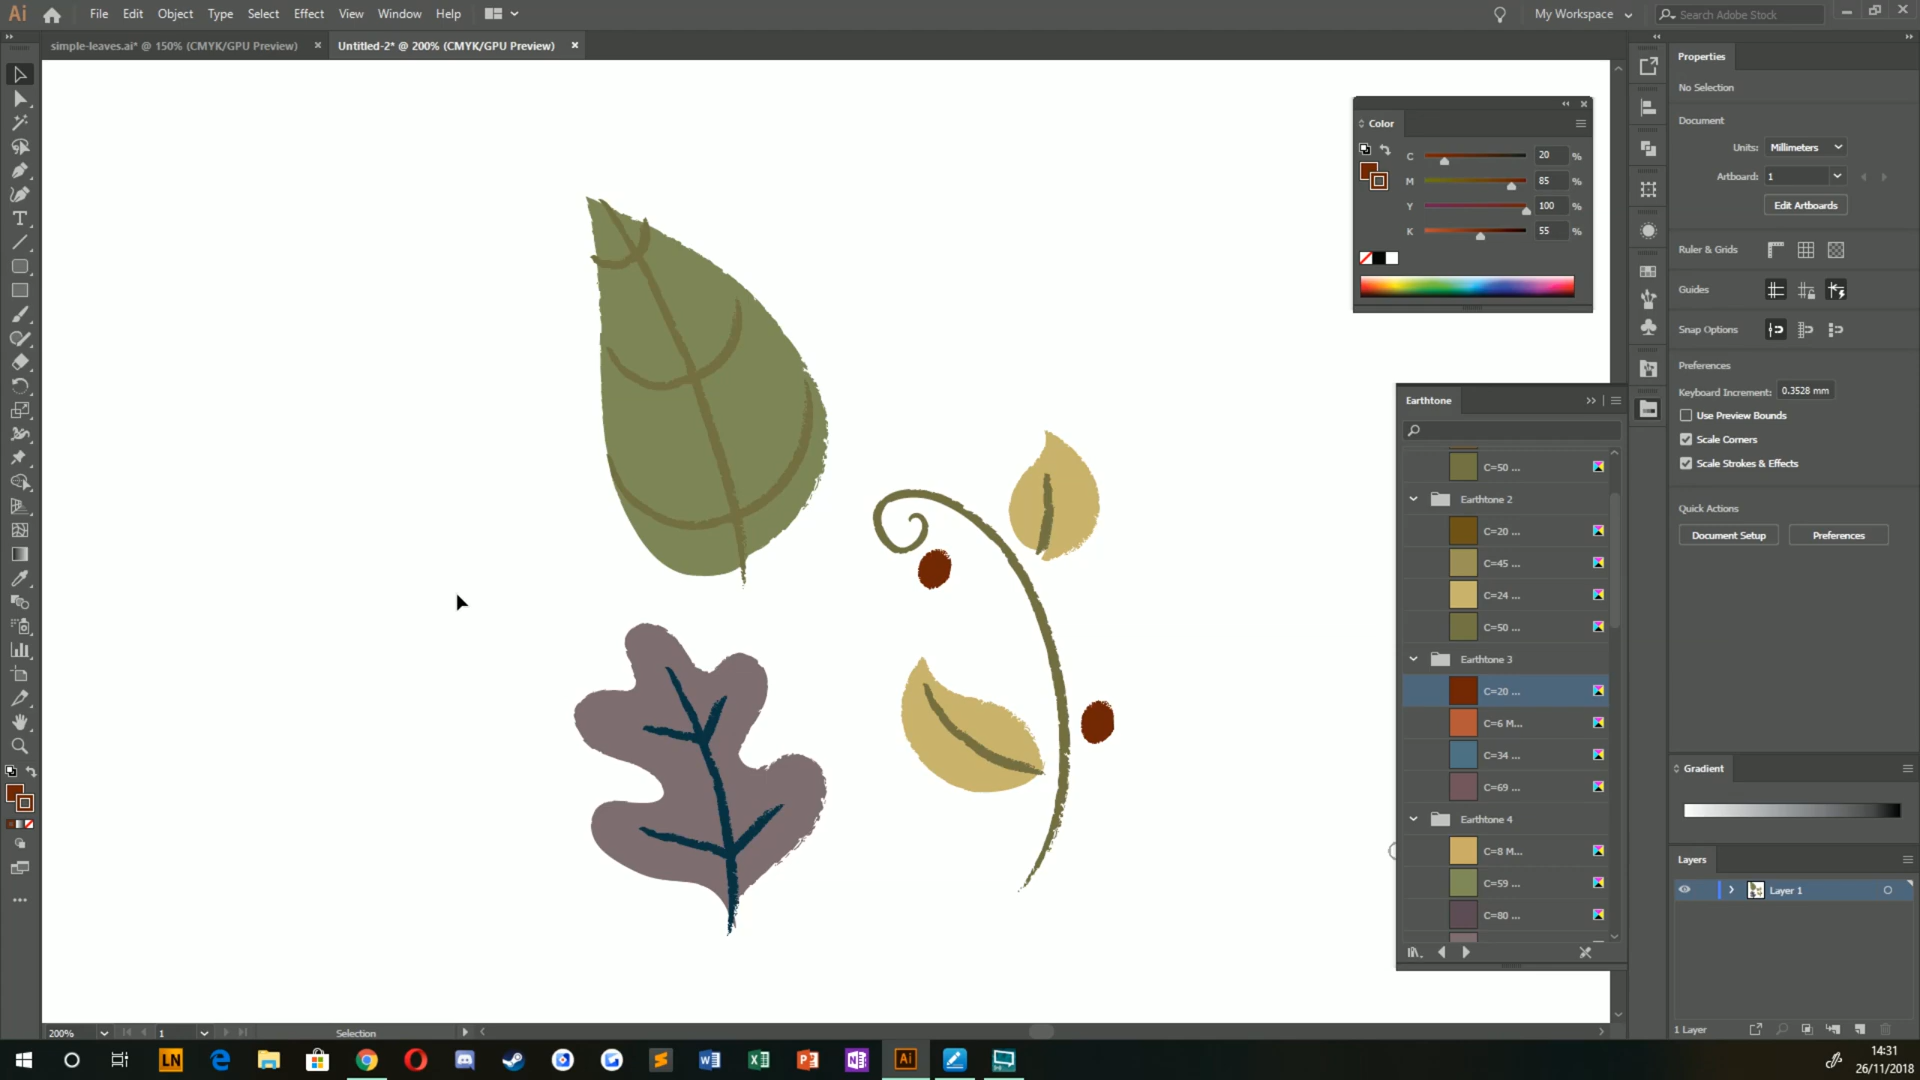 Ai File Edit Object Type Select Effect View Window Help My Workspace Search Adobe Stock
simple-leaves.ai* @ 150% (CMYK/GPU Preview) × Untitled-2* @ 200% (CMYK/GPU Preview) ×
Color
C 20 %
M 85 %
Y 100 %
K 55 %
Earthtone
C=50 ...
Earthtone 2
C=20 ...
C=45 ...
C=24 ...
C=50 ...
Earthtone 3
C=20 ...
C=6 M...
C=34 ...
C=69 ...
Earthtone 4
C=8 M...
C=59 ...
C=80 ...
Properties
No Selection
Document
Units: Millimeters
Artboard: 1
Edit Artboards
Ruler & Grids
Guides
Snap Options
Preferences
Keyboard Increment: 0.3528 mm
Use Preview Bounds
Scale Corners
Scale Strokes & Effects
Quick Actions
Document Setup Preferences
Gradient
Layers
Layer 1
1 Layer
200% 1 Selection
LN W X P N Ai
14:31
26/11/2018